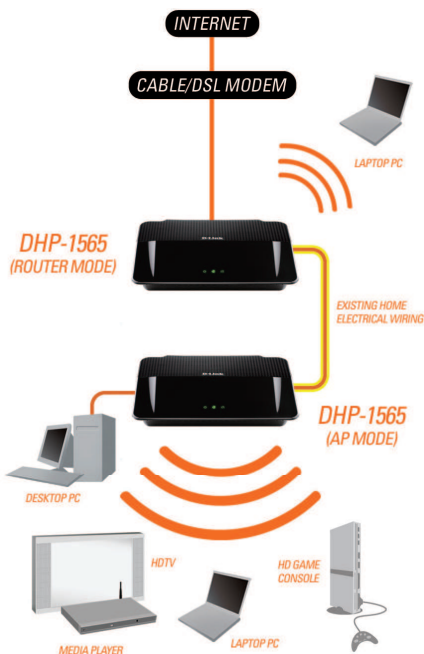 INTERNET
CABLE/DSL MODEM
LAPTOP PC
D-Link
DHP-1565
(ROUTER MODE)
EXISTING HOME
ELECTRICAL WIRING
DHP-1565
(AP MODE)
DESKTOP PC
HDTV
HD GAME
CONSOLE
LAPTOP PC
MEDIA PLAYER